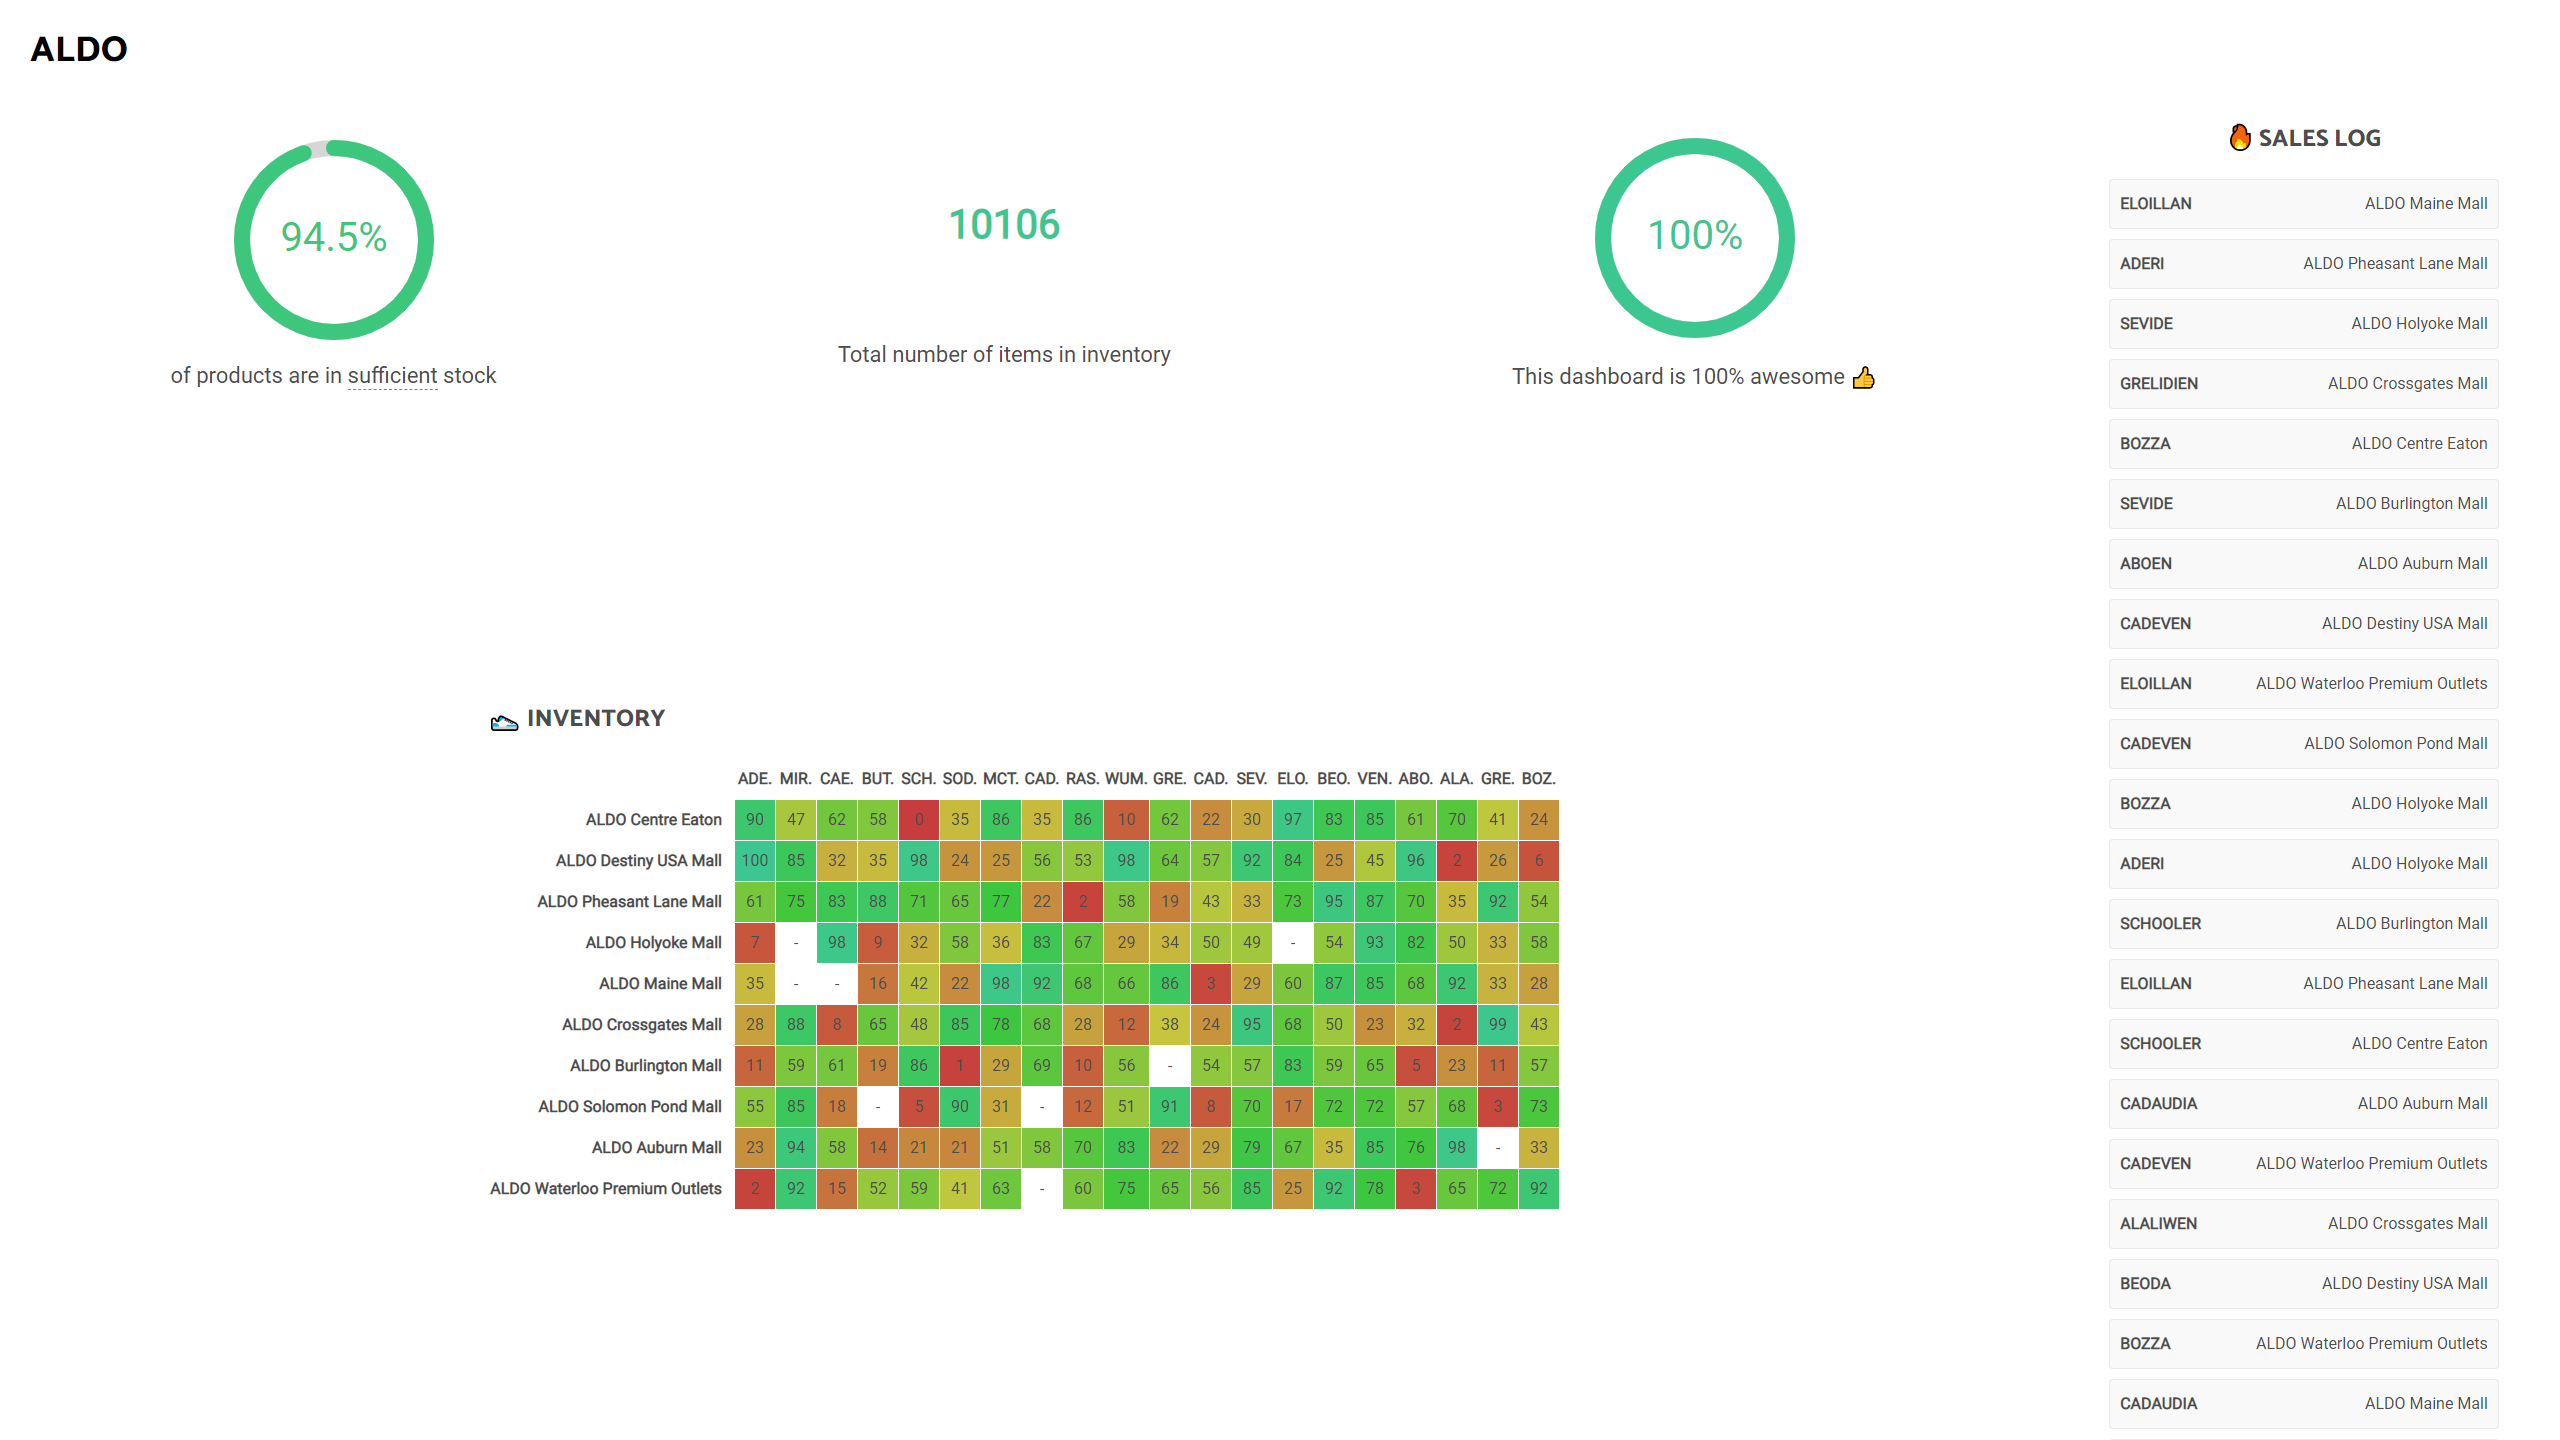 ALDO
94.5%
of products are in sufficient stock
10106
Total number of items in inventory
100%
This dashboard is 100% awesome 👍
INVENTORY
ADE. MIR. CAE. BUT. SCH. SOD. MCT. CAD. RAS. WUM. GRE. CAD. SEV. ELO. BEO. VEN. ABO. ALA. GRE. BOZ.
ALDO Centre Eaton 90 47 62 58 0 35 86 35 86 10 62 22 30 97 83 85 61 70 41 24
ALDO Destiny USA Mall 100 85 32 35 98 24 25 56 53 98 64 57 92 84 25 45 96 2 26 6
ALDO Pheasant Lane Mall 61 75 83 88 71 65 77 22 2 58 19 43 33 73 95 87 70 35 92 54
ALDO Holyoke Mall 7 - 98 9 32 58 36 83 67 29 34 50 49 - 54 93 82 50 33 58
ALDO Maine Mall 35 - - 16 42 22 98 92 68 66 86 3 29 60 87 85 68 92 33 28
ALDO Crossgates Mall 28 88 8 65 48 85 78 68 28 12 38 24 95 68 50 23 32 2 99 43
ALDO Burlington Mall 11 59 61 19 86 1 29 69 10 56 - 54 57 83 59 65 5 23 11 57
ALDO Solomon Pond Mall 55 85 18 - 5 90 31 - 12 51 91 8 70 17 72 72 57 68 3 73
ALDO Auburn Mall 23 94 58 14 21 21 51 58 70 83 22 29 79 67 35 85 76 98 - 33
ALDO Waterloo Premium Outlets 2 92 15 52 59 41 63 - 60 75 65 56 85 25 92 78 3 65 72 92
🔥 SALES LOG
ELOILLAN ALDO Maine Mall
ADERI ALDO Pheasant Lane Mall
SEVIDE ALDO Holyoke Mall
GRELIDIEN ALDO Crossgates Mall
BOZZA ALDO Centre Eaton
SEVIDE ALDO Burlington Mall
ABOEN ALDO Auburn Mall
CADEVEN ALDO Destiny USA Mall
ELOILLAN ALDO Waterloo Premium Outlets
CADEVEN ALDO Solomon Pond Mall
BOZZA ALDO Holyoke Mall
ADERI ALDO Holyoke Mall
SCHOOLER ALDO Burlington Mall
ELOILLAN ALDO Pheasant Lane Mall
SCHOOLER ALDO Centre Eaton
CADAUDIA ALDO Auburn Mall
CADEVEN ALDO Waterloo Premium Outlets
ALALIWEN ALDO Crossgates Mall
BEODA ALDO Destiny USA Mall
BOZZA ALDO Waterloo Premium Outlets
CADAUDIA ALDO Maine Mall